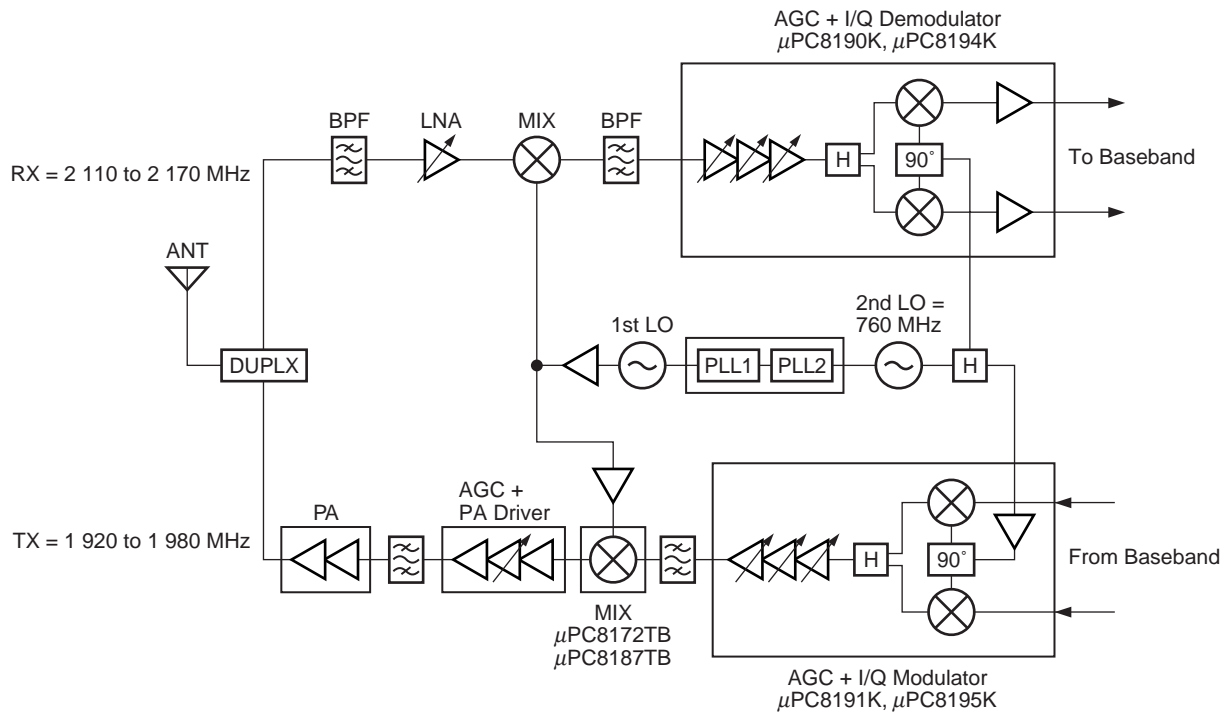 AGC + I/Q Demodulator
µPC8190K, µPC8194K
BPF
LNA
MIX
BPF
RX = 2 110 to 2 170 MHz
H
90˚
To Baseband
ANT
1st LO
2nd LO =
760 MHz
DUPLX
PLL1
PLL2
H
PA
AGC +
PA Driver
TX = 1 920 to 1 980 MHz
H
90˚
From Baseband
MIX
µPC8172TB
µPC8187TB
AGC + I/Q Modulator
µPC8191K, µPC8195K